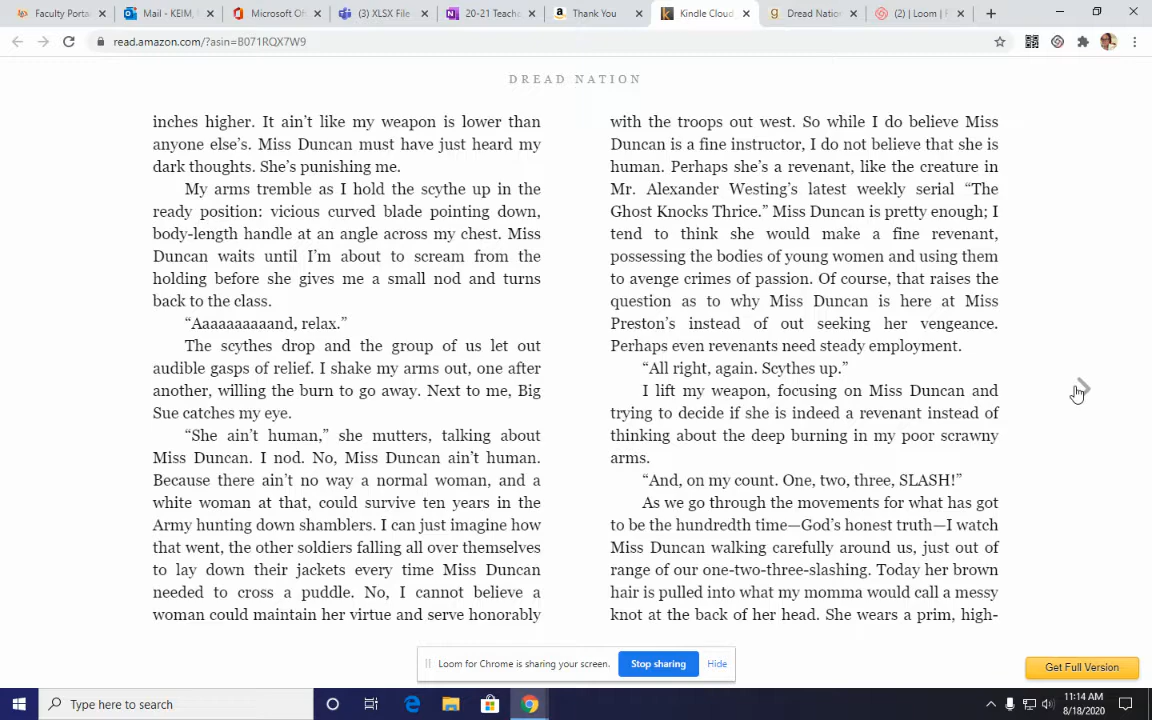 Faculty Porta
Mail - KEIM,
Microsoft Of
(3) XLSX File
20-21 Teach
Thank You
Kindle Cloud
Dread Natio
(2) | Loom |
read.amazon.com/?asin=B071RQX7W9
DREAD NATION
inches higher. It ain't like my weapon is lower than
anyone else's. Miss Duncan must have just heard my
dark thoughts. She's punishing me.
My arms tremble as I hold the scythe up in the
ready position: vicious curved blade pointing down,
body-length handle at an angle across my chest. Miss
Duncan waits until I'm about to scream from the
holding before she gives me a small nod and turns
back to the class.
“Aaaaaaaaaand, relax.”
The scythes drop and the group of us let out
audible gasps of relief. I shake my arms out, one after
another, willing the burn to go away. Next to me, Big
Sue catches my eye.
“She ain't human,” she mutters, talking about
Miss Duncan. I nod. No, Miss Duncan ain't human.
Because there ain't no way a normal woman, and a
white woman at that, could survive ten years in the
Army hunting down shamblers. I can just imagine how
that went, the other soldiers falling all over themselves
to lay down their jackets every time Miss Duncan
needed to cross a puddle. No, I cannot believe a
woman could maintain her virtue and serve honorably
with the troops out west. So while I do believe Miss
Duncan is a fine instructor, I do not believe that she is
human. Perhaps she's a revenant, like the creature in
Mr. Alexander Westing's latest weekly serial “The
Ghost Knocks Thrice.” Miss Duncan is pretty enough; I
tend to think she would make a fine revenant,
possessing the bodies of young women and using them
to avenge crimes of passion. Of course, that raises the
question as to why Miss Duncan is here at Miss
Preston's instead of out seeking her vengeance.
Perhaps even revenants need steady employment.
“All right, again. Scythes up.”
I lift my weapon, focusing on Miss Duncan and
trying to decide if she is indeed a revenant instead of
thinking about the deep burning in my poor scrawny
arms.
“And, on my count. One, two, three, SLASH!”
As we go through the movements for what has got
to be the hundredth time—God's honest truth—I watch
Miss Duncan walking carefully around us, just out of
range of our one-two-three-slashing. Today her brown
hair is pulled into what my momma would call a messy
knot at the back of her head. She wears a prim, high-
Loom for Chrome is sharing your screen.
Stop sharing
Hide
Get Full Version
Type here to search
11:14 AM
8/18/2020